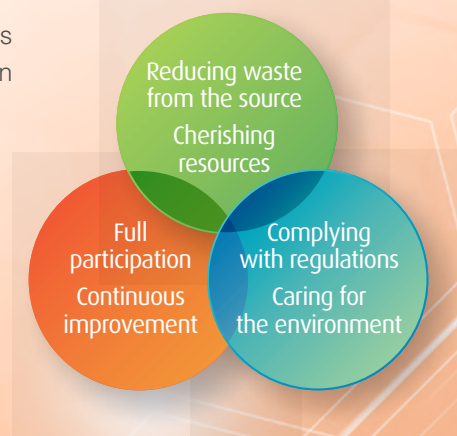 s
n
Reducing waste
from the source
Cherishing
resources
Full
participation
Continuous
improvement
Complying
with regulations
Caring for
the environment